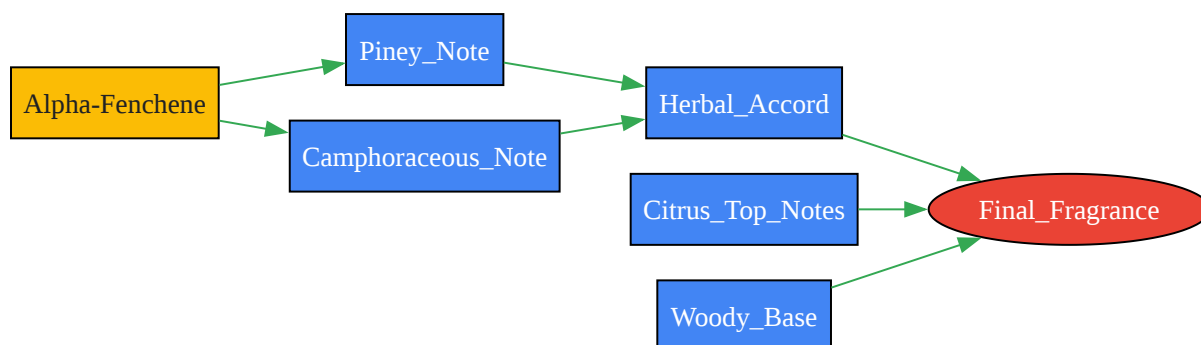 Alpha-Fenchene
Piney_Note
Camphoraceous_Note
Herbal_Accord
Citrus_Top_Notes
Woody_Base
Final_Fragrance